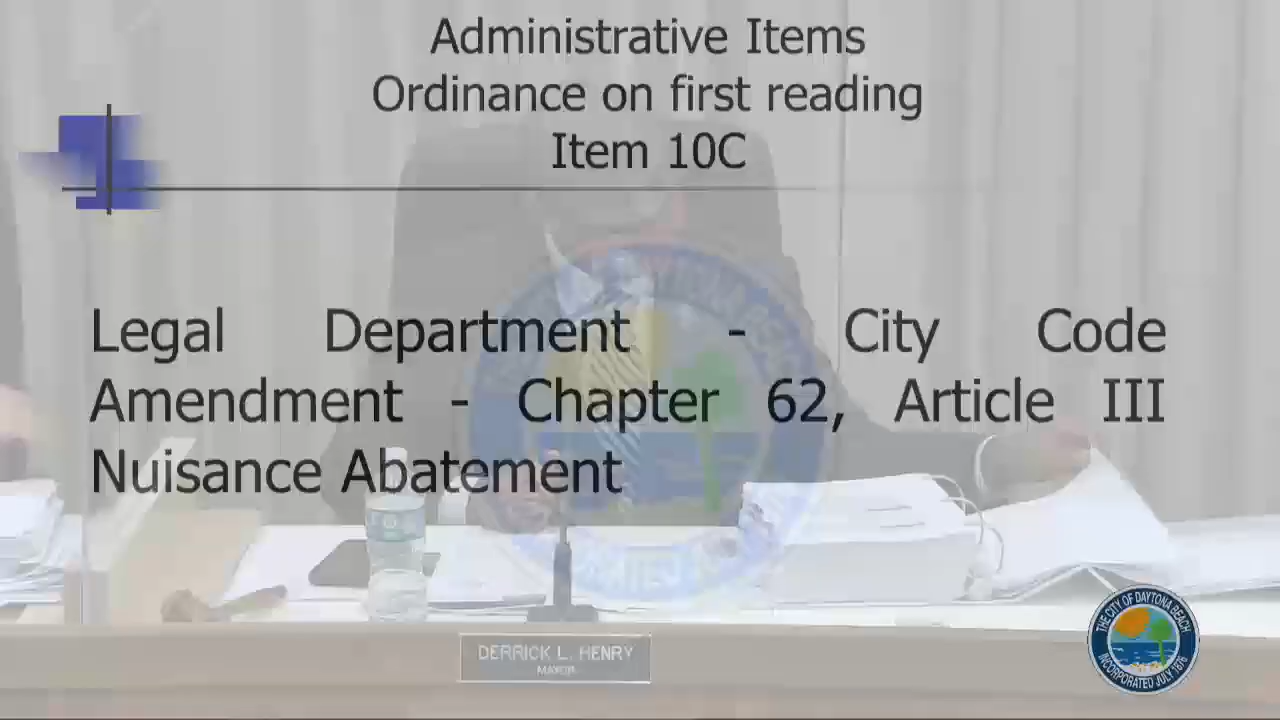 Administrative Items
Ordinance on first reading
Item 10C
Legal Department - City Code
Amendment - Chapter 62, Article III
Nuisance Abatement
DERRICK L. HENRY
MAYOR
THE CITY OF DAYTONA BEACH
INCORPORATED JULY 1876